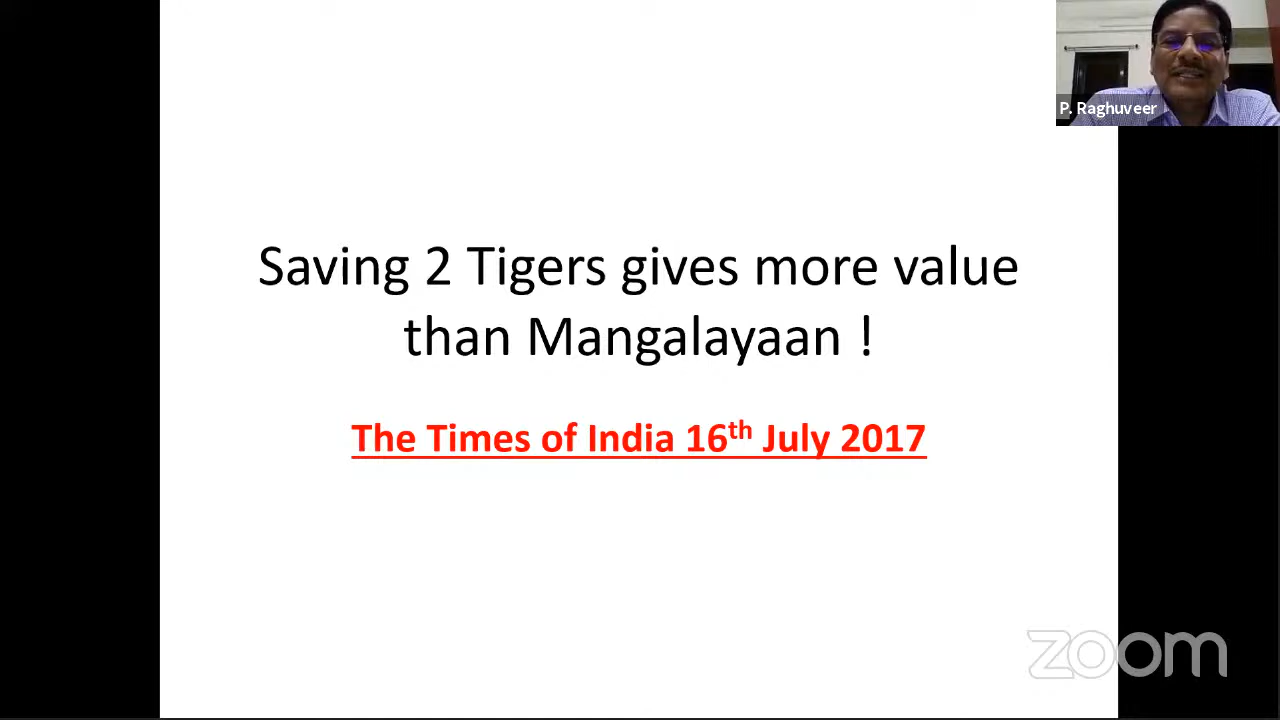 P. Raghuveer
Saving 2 Tigers gives more value
than Mangalayaan !
The Times of India 16th July 2017
zoom